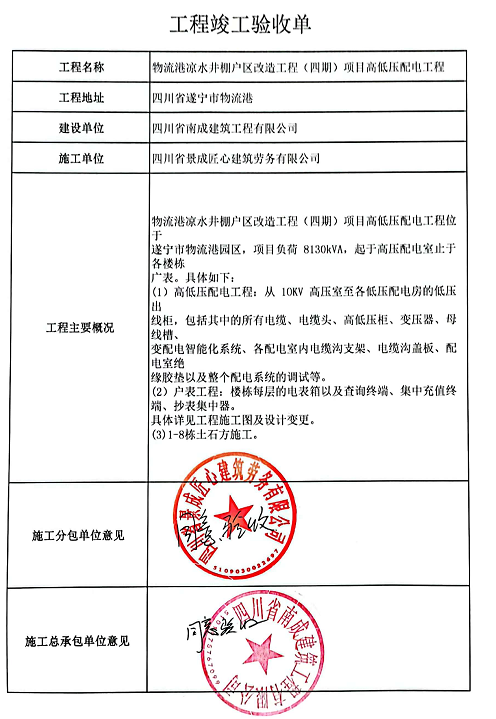 工程竣工验收单
工程名称
物流港凉水井棚户区改造工程（四期）项目高低压配电工程
工程地址
四川省遂宁市物流港
建设单位
四川省南成建筑工程有限公司
施工单位
四川省景成匠心建筑劳务有限公司
工程主要概况
物流港凉水井棚户区改造工程（四期）项目高低压配电工程位
于
遂宁市物流港园区，项目负荷 8130kVA，起于高压配电室止于
各楼栋
广表。具体如下：
（1）高低压配电工程：从 10KV 高压室至各低压配电房的低压
出
线柜，包括其中的所有电缆、电缆头、高低压柜、变压器、母
线槽、
变配电智能化系统、各配电室内电缆沟支架、电缆沟盖板、配
电室绝
缘胶垫以及整个配电系统的调试等。
（2）户表工程：楼栋每层的电表箱以及查询终端、集中充值终
端、抄表集中器。
具体详见工程施工图及设计变更。
(3)1-8栋土石方施工。
施工分包单位意见
同意验收
四川省景成匠心建筑劳务有限公司
5109030022697
施工总承包单位意见
同意验收
四川省南成建筑工程有限公司